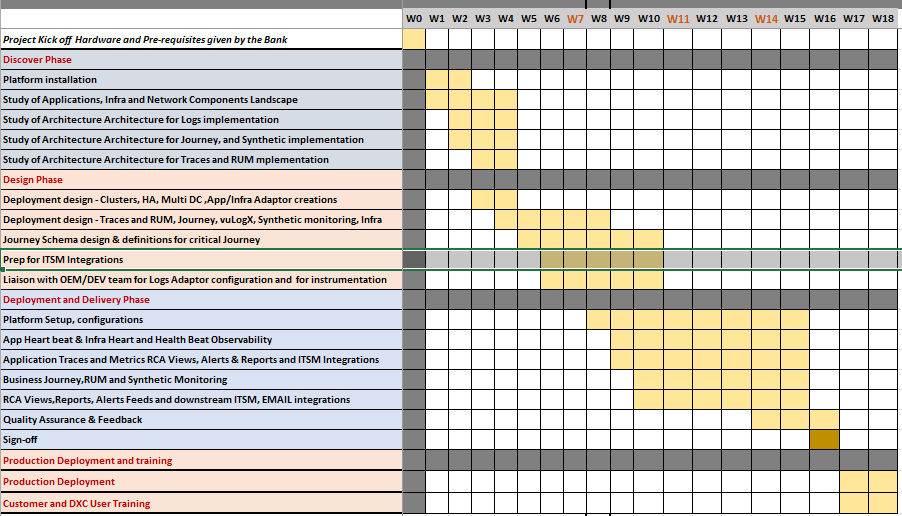 W0 W1 W2 W3 W4 W5 W6 W7 W8 W9 W10 W11 W12 W13 W14 W15 W16 W17 W18
Project Kick off Hardware and Pre-requisites given by the Bank
Discover Phase
Platform installation
Study of Applications, Infra and Network Components Landscape
Study of Architecture Architecture for Logs implementation
Study of Architecture Architecture for Journey, and Synthetic implementation
Study of Architecture Architecture for Traces and RUM mplementation
Design Phase
Deployment design - Clusters, HA, Multi DC ,App/Infra Adaptor creations
Deployment design - Traces and RUM, Journey, vuLogX, Synthetic monitoring, Infra
Journey Schema design & definitions for critical Journey
Prep for ITSM Integrations
Liaison with OEM/DEV team for Logs Adaptor configuration and for instrumentation
Deployment and Delivery Phase
Platform Setup, configurations
App Heart beat & Infra Heart and Health Beat Observability
Application Traces and Metrics RCA Views, Alerts & Reports and ITSM Integrations
Business Journey,RUM and Synthetic Monitoring
RCA Views,Reports, Alerts Feeds and downstream ITSM, EMAIL integrations
Quality Assurance & Feedback
Sign-off
Production Deployment and training
Production Deployment
Customer and DXC User Training